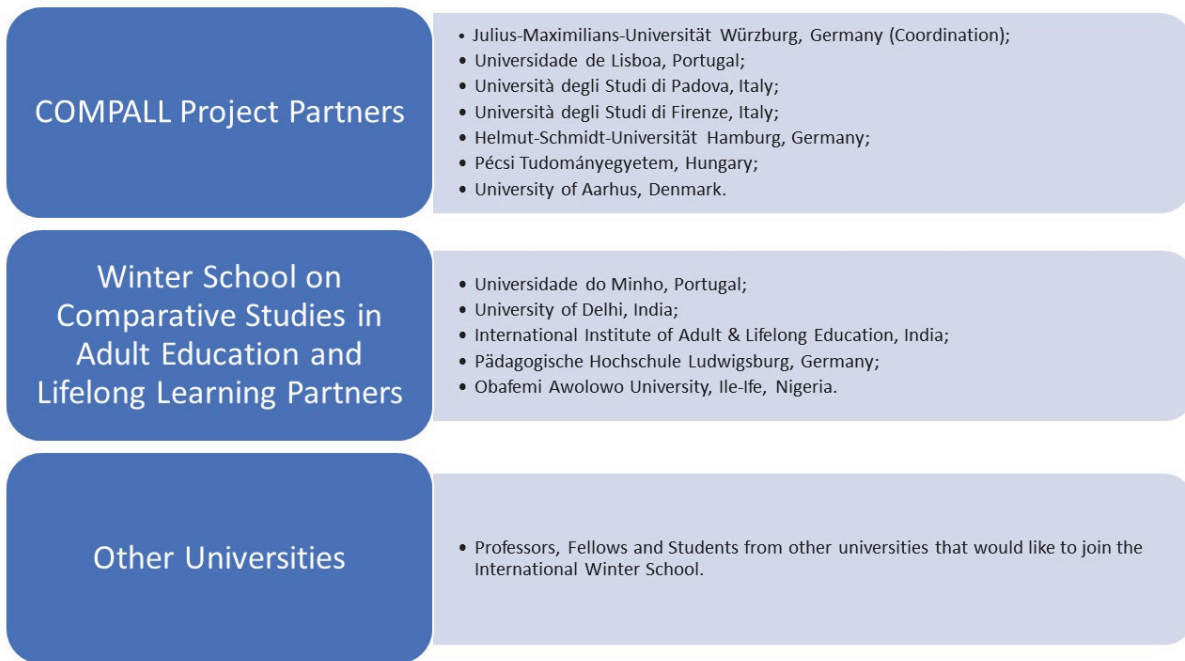 COMPALL Project Partners
• Julius-Maximilians-Universität Würzburg, Germany (Coordination);
• Universidade de Lisboa, Portugal;
• Università degli Studi di Padova, Italy;
• Università degli Studi di Firenze, Italy;
• Helmut-Schmidt-Universität Hamburg, Germany;
• Pécsi Tudományegyetem, Hungary;
• University of Aarhus, Denmark.
Winter School on
Comparative Studies in
Adult Education and
Lifelong Learning Partners
• Universidade do Minho, Portugal;
• University of Delhi, India;
• International Institute of Adult & Lifelong Education, India;
• Pädagogische Hochschule Ludwigsburg, Germany;
• Obafemi Awolowo University, Ile-Ife, Nigeria.
Other Universities
• Professors, Fellows and Students from other universities that would like to join the
International Winter School.